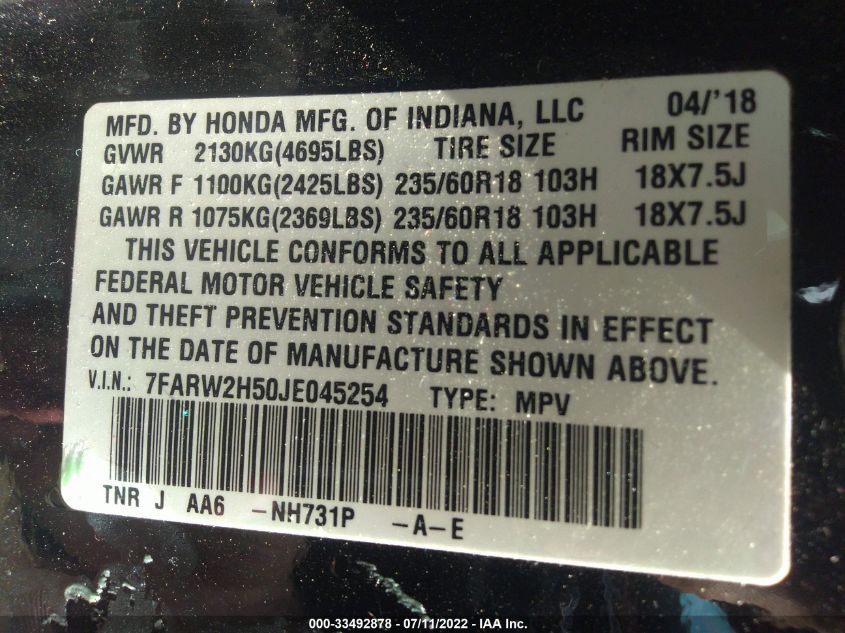 MFD. BY HONDA MFG. OF INDIANA, LLC 04/'18
GVWR 2130KG(4695LBS) TIRE SIZE RIM SIZE
GAWR F 1100KG(2425LBS) 235/60R18 103H 18X7.5J
GAWR R 1075KG(2369LBS) 235/60R18 103H 18X7.5J
THIS VEHICLE CONFORMS TO ALL APPLICABLE
FEDERAL MOTOR VEHICLE SAFETY
AND THEFT PREVENTION STANDARDS IN EFFECT
ON THE DATE OF MANUFACTURE SHOWN ABOVE.
V.I.N.: 7FARW2H50JE045254 TYPE: MPV
TNR J AA6 -NH731P -A-E
000-33492878 - 07/11/2022 - IAA Inc.